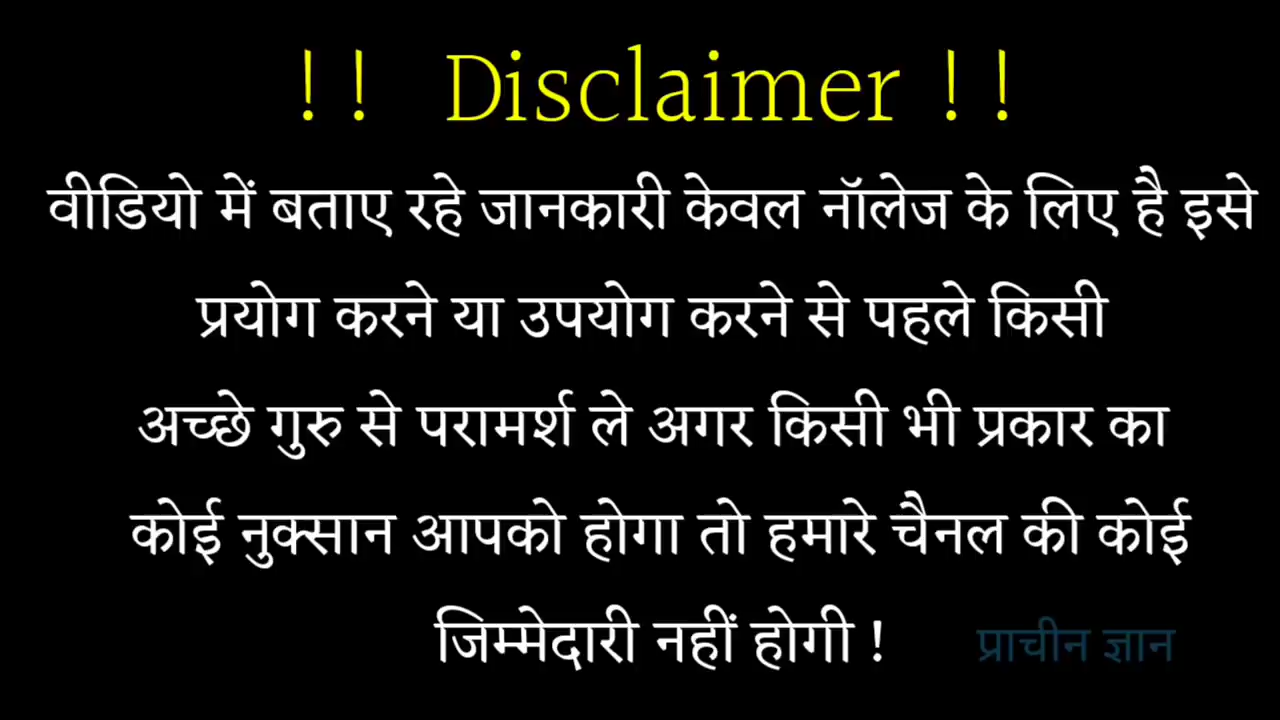 !! Disclaimer !!
वीडियो में बताए रहे जानकारी केवल नॉलेज के लिए है इसे
प्रयोग करने या उपयोग करने से पहले किसी
अच्छे गुरु से परामर्श ले अगर किसी भी प्रकार का
कोई नुक्सान आपको होगा तो हमारे चैनल की कोई
जिम्मेदारी नहीं होगी !
प्राचीन ज्ञान